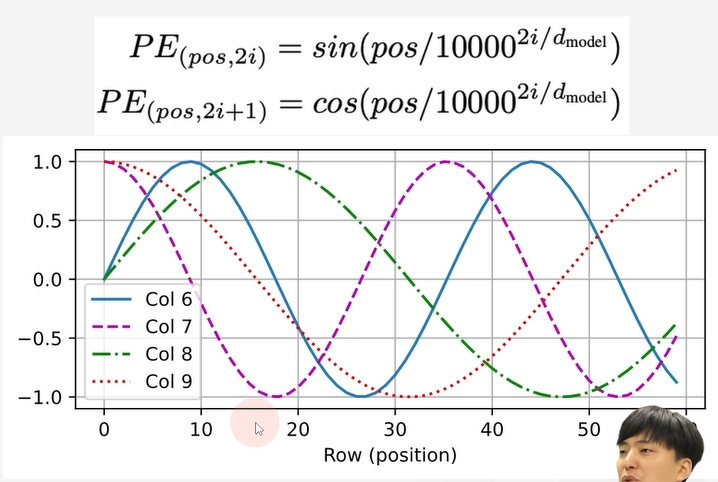 PE_(pos,2i) = sin(pos/10000^(2i/d_model))
PE_(pos,2i+1) = cos(pos/10000^(2i/d_model))
1.0
0.5
0.0
−0.5
−1.0
Col 6
Col 7
Col 8
Col 9
0 10 20 30 40 50
Row (position)